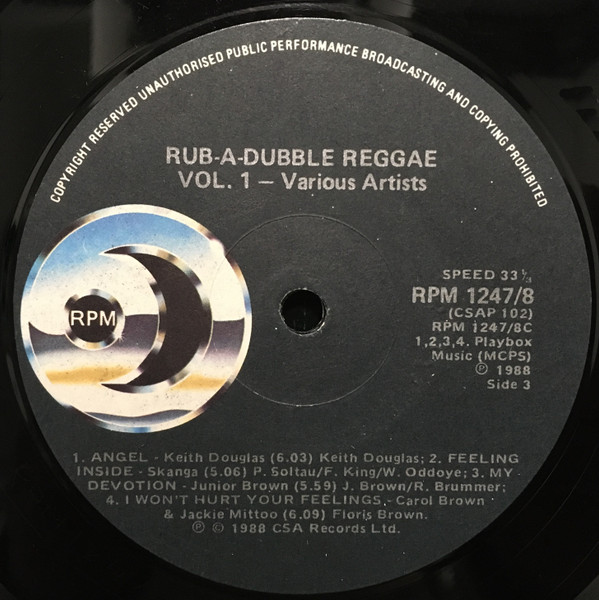 COPYRIGHT RESERVED UNAUTHORISED PUBLIC PERFORMANCE BROADCASTING AND COPYING PROHIBITED
RUB-A-DUBBLE REGGAE
VOL. 1 – Various Artists
RPM
SPEED 33⅓
RPM 1247/8
(CSAP 102)
RPM 1247/8C
1,2,3,4. Playbox
Music (MCPS)
℗ 1988
Side 3
1. ANGEL - Keith Douglas (6.03) Keith Douglas; 2. FEELING
INSIDE - Skanga (5.06) P. Soltau/F. King/W. Oddoye; 3. MY
DEVOTION - Junior Brown (5.59) J. Brown/R. Brummer;
4. I WON'T HURT YOUR FEELINGS,- Carol Brown
& Jackie Mittoo (6.09) Floris Brown.
℗ © 1988 CSA Records Ltd.